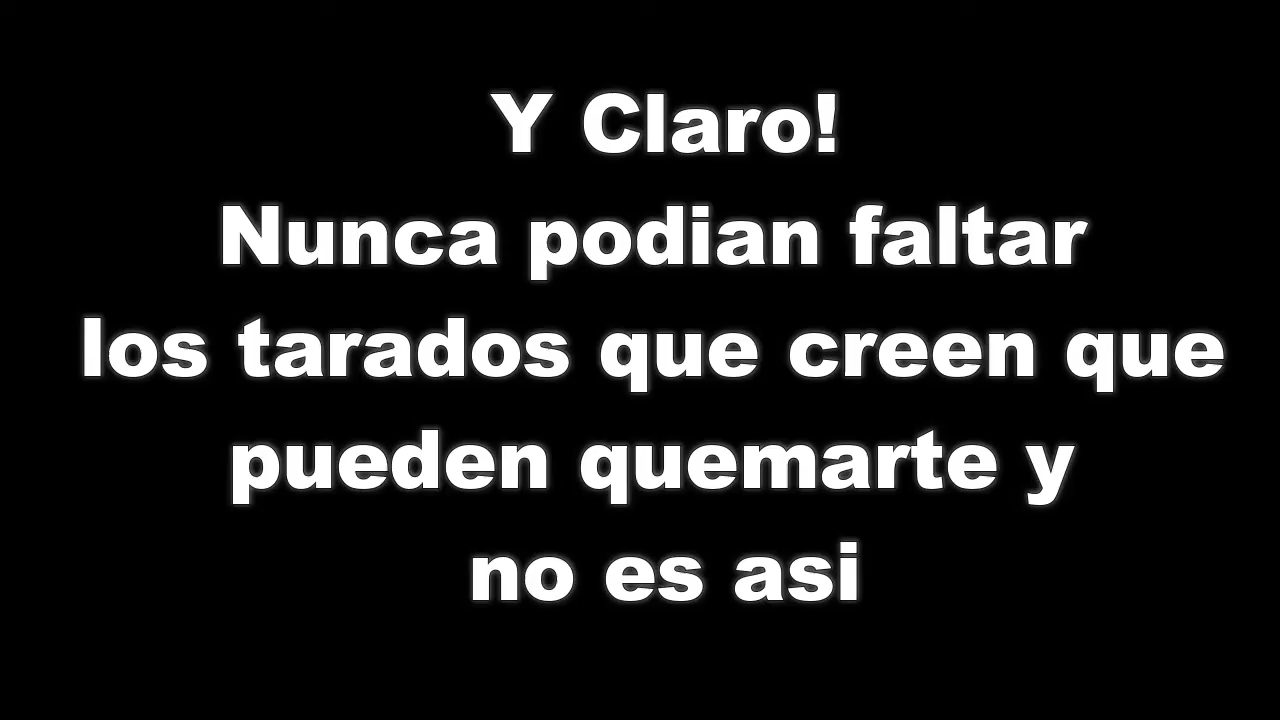 Y Claro!
Nunca podian faltar
los tarados que creen que
pueden quemarte y
no es asi